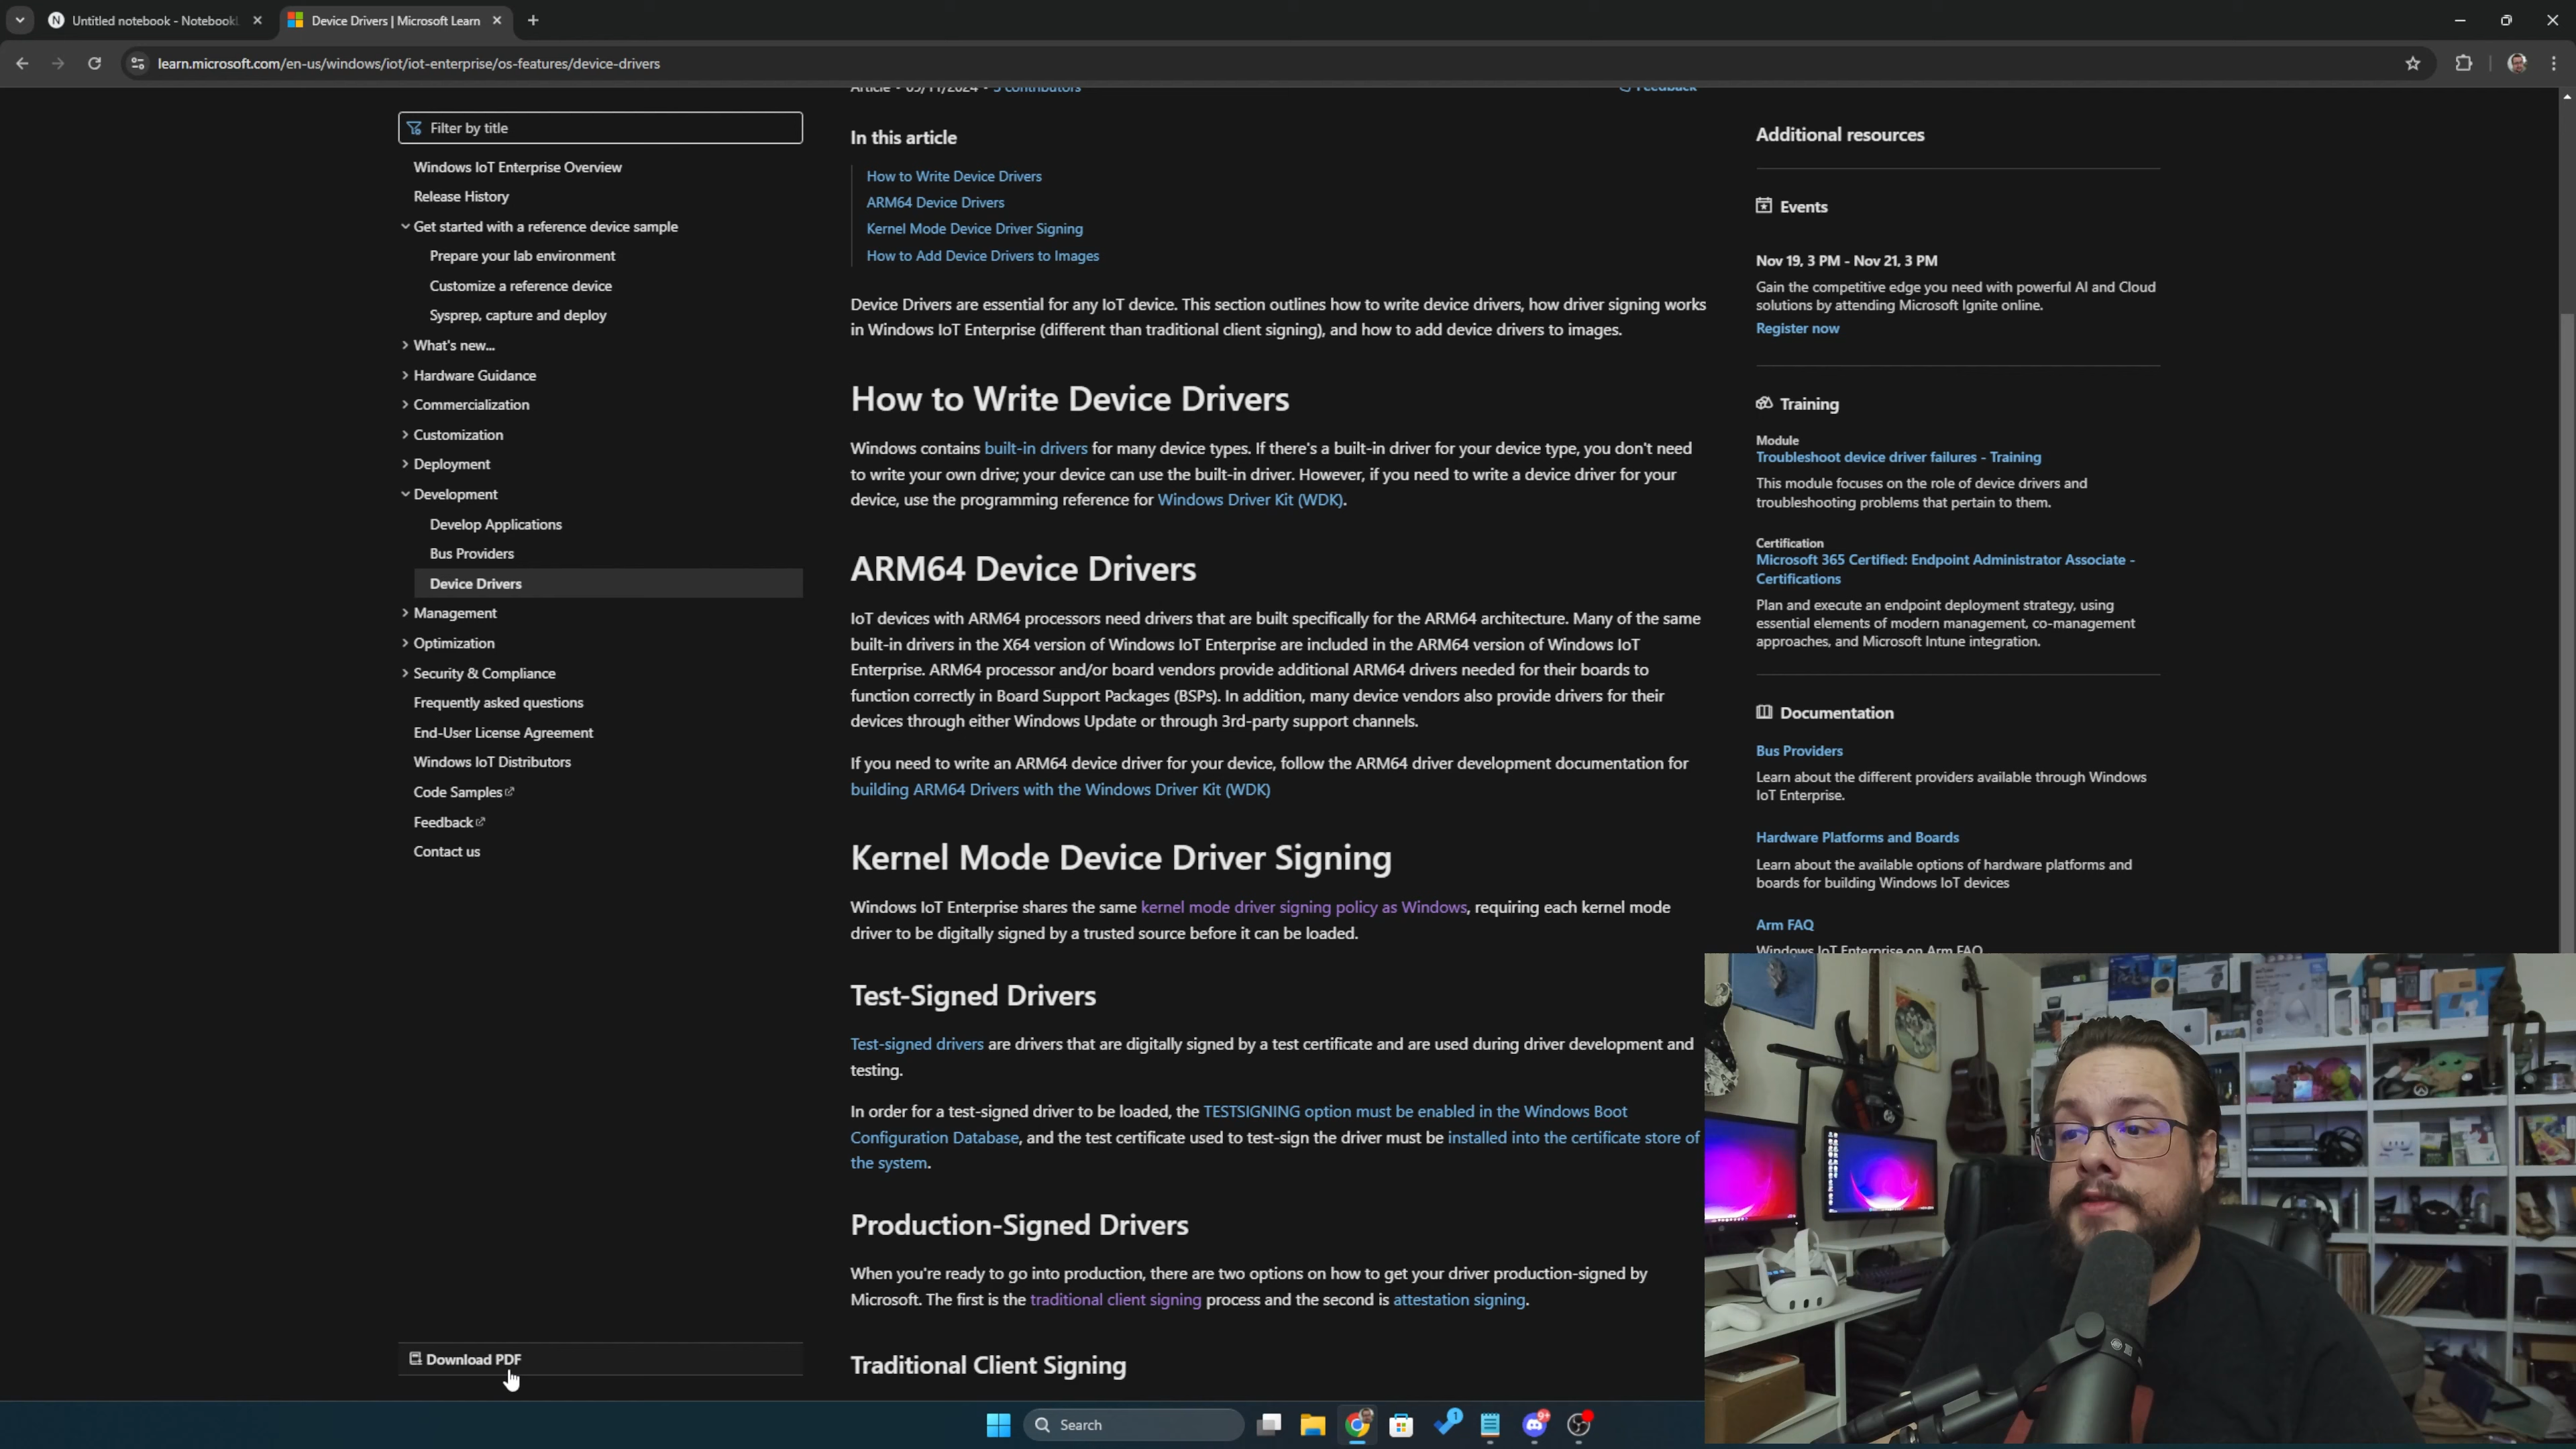 Untitled notebook - Notebookl
Device Drivers | Microsoft Learn
learn.microsoft.com/en-us/windows/iot/iot-enterprise/os-features/device-drivers
Filter by title
Windows IoT Enterprise Overview
Release History
Get started with a reference device sample
Prepare your lab environment
Customize a reference device
Sysprep, capture and deploy
What's new...
Hardware Guidance
Commercialization
Customization
Deployment
Development
Develop Applications
Bus Providers
Device Drivers
Management
Optimization
Security & Compliance
Frequently asked questions
End-User License Agreement
Windows IoT Distributors
Code Samples
Feedback
Contact us
Download PDF
Article • 09/11/2024 • 3 contributors
Feedback
In this article
How to Write Device Drivers
ARM64 Device Drivers
Kernel Mode Device Driver Signing
How to Add Device Drivers to Images
Device Drivers are essential for any IoT device. This section outlines how to write device drivers, how driver signing works
in Windows IoT Enterprise (different than traditional client signing), and how to add device drivers to images.
How to Write Device Drivers
Windows contains built-in drivers for many device types. If there's a built-in driver for your device type, you don't need
to write your own drive; your device can use the built-in driver. However, if you need to write a device driver for your
device, use the programming reference for Windows Driver Kit (WDK).
ARM64 Device Drivers
IoT devices with ARM64 processors need drivers that are built specifically for the ARM64 architecture. Many of the same
built-in drivers in the X64 version of Windows IoT Enterprise are included in the ARM64 version of Windows IoT
Enterprise. ARM64 processor and/or board vendors provide additional ARM64 drivers needed for their boards to
function correctly in Board Support Packages (BSPs). In addition, many device vendors also provide drivers for their
devices through either Windows Update or through 3rd-party support channels.
If you need to write an ARM64 device driver for your device, follow the ARM64 driver development documentation for
building ARM64 Drivers with the Windows Driver Kit (WDK)
Kernel Mode Device Driver Signing
Windows IoT Enterprise shares the same kernel mode driver signing policy as Windows, requiring each kernel mode
driver to be digitally signed by a trusted source before it can be loaded.
Test-Signed Drivers
Test-signed drivers are drivers that are digitally signed by a test certificate and are used during driver development and
testing.
In order for a test-signed driver to be loaded, the TESTSIGNING option must be enabled in the Windows Boot
Configuration Database, and the test certificate used to test-sign the driver must be installed into the certificate store of
the system.
Production-Signed Drivers
When you're ready to go into production, there are two options on how to get your driver production-signed by
Microsoft. The first is the traditional client signing process and the second is attestation signing.
Traditional Client Signing
Additional resources
Events
Nov 19, 3 PM - Nov 21, 3 PM
Gain the competitive edge you need with powerful AI and Cloud
solutions by attending Microsoft Ignite online.
Register now
Training
Module
Troubleshoot device driver failures - Training
This module focuses on the role of device drivers and
troubleshooting problems that pertain to them.
Certification
Microsoft 365 Certified: Endpoint Administrator Associate -
Certifications
Plan and execute an endpoint deployment strategy, using
essential elements of modern management, co-management
approaches, and Microsoft Intune integration.
Documentation
Bus Providers
Learn about the different providers available through Windows
IoT Enterprise.
Hardware Platforms and Boards
Learn about the available options of hardware platforms and
boards for building Windows IoT devices
Arm FAQ
Windows IoT Enterprise on Arm FAQ
Search
1
9+